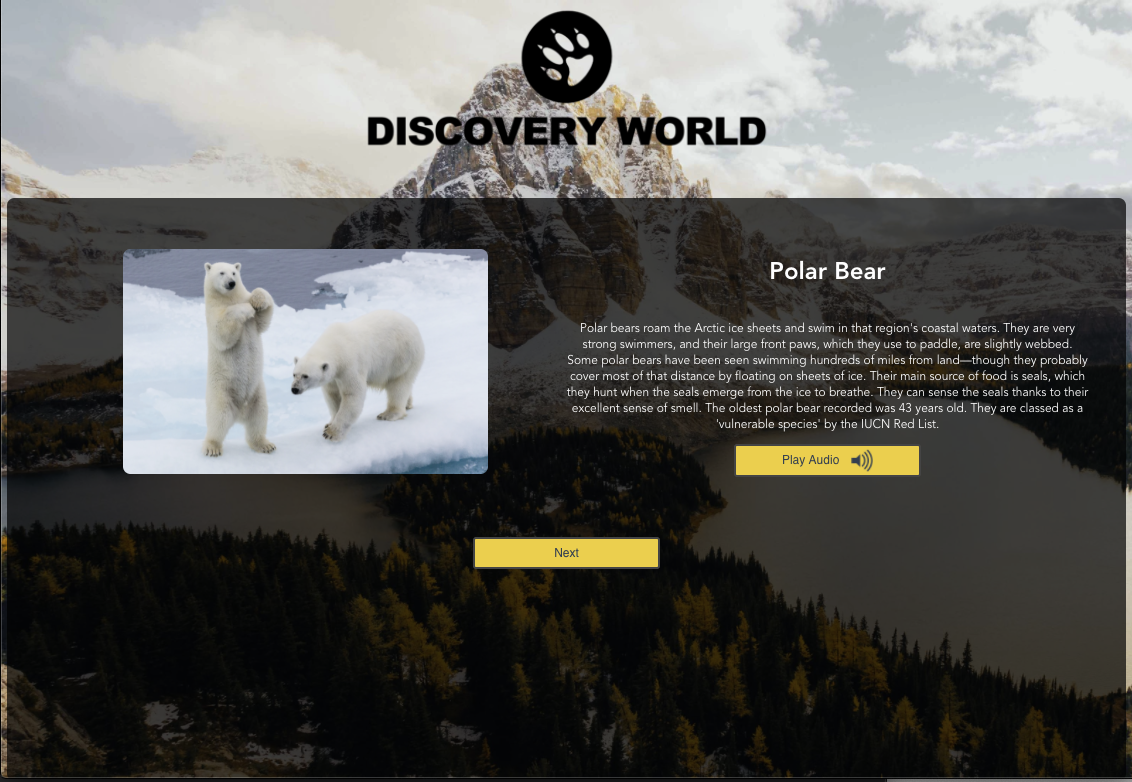 DISCOVERY WORLD
Polar Bear
Polar bears roam the Arctic ice sheets and swim in that region's coastal waters. They are very
strong swimmers, and their large front paws, which they use to paddle, are slightly webbed.
Some polar bears have been seen swimming hundreds of miles from land—though they probably
cover most of that distance by floating on sheets of ice. Their main source of food is seals, which
they hunt when the seals emerge from the ice to breathe. They can sense the seals thanks to their
excellent sense of smell. The oldest polar bear recorded was 43 years old. They are classed as a
'vulnerable species' by the IUCN Red List.
Play Audio
Next